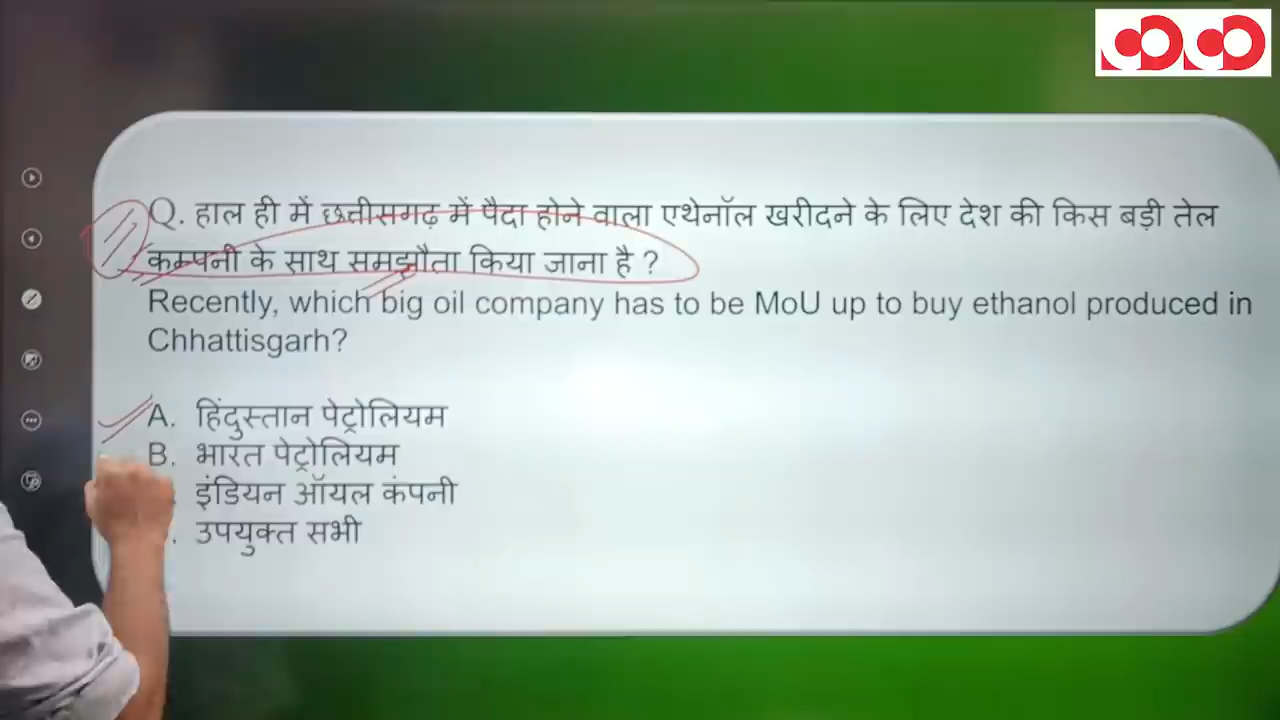 Q. हाल ही में छत्तीसगढ़ में पैदा होने वाला एथेनॉल खरीदने के लिए देश की किस बड़ी तेल
कम्पनी के साथ समझौता किया जाना है ?
Recently, which big oil company has to be MoU up to buy ethanol produced in
Chhattisgarh?
A. हिंदुस्तान पेट्रोलियम
B. भारत पेट्रोलियम
इंडियन ऑयल कंपनी
उपयुक्त सभी